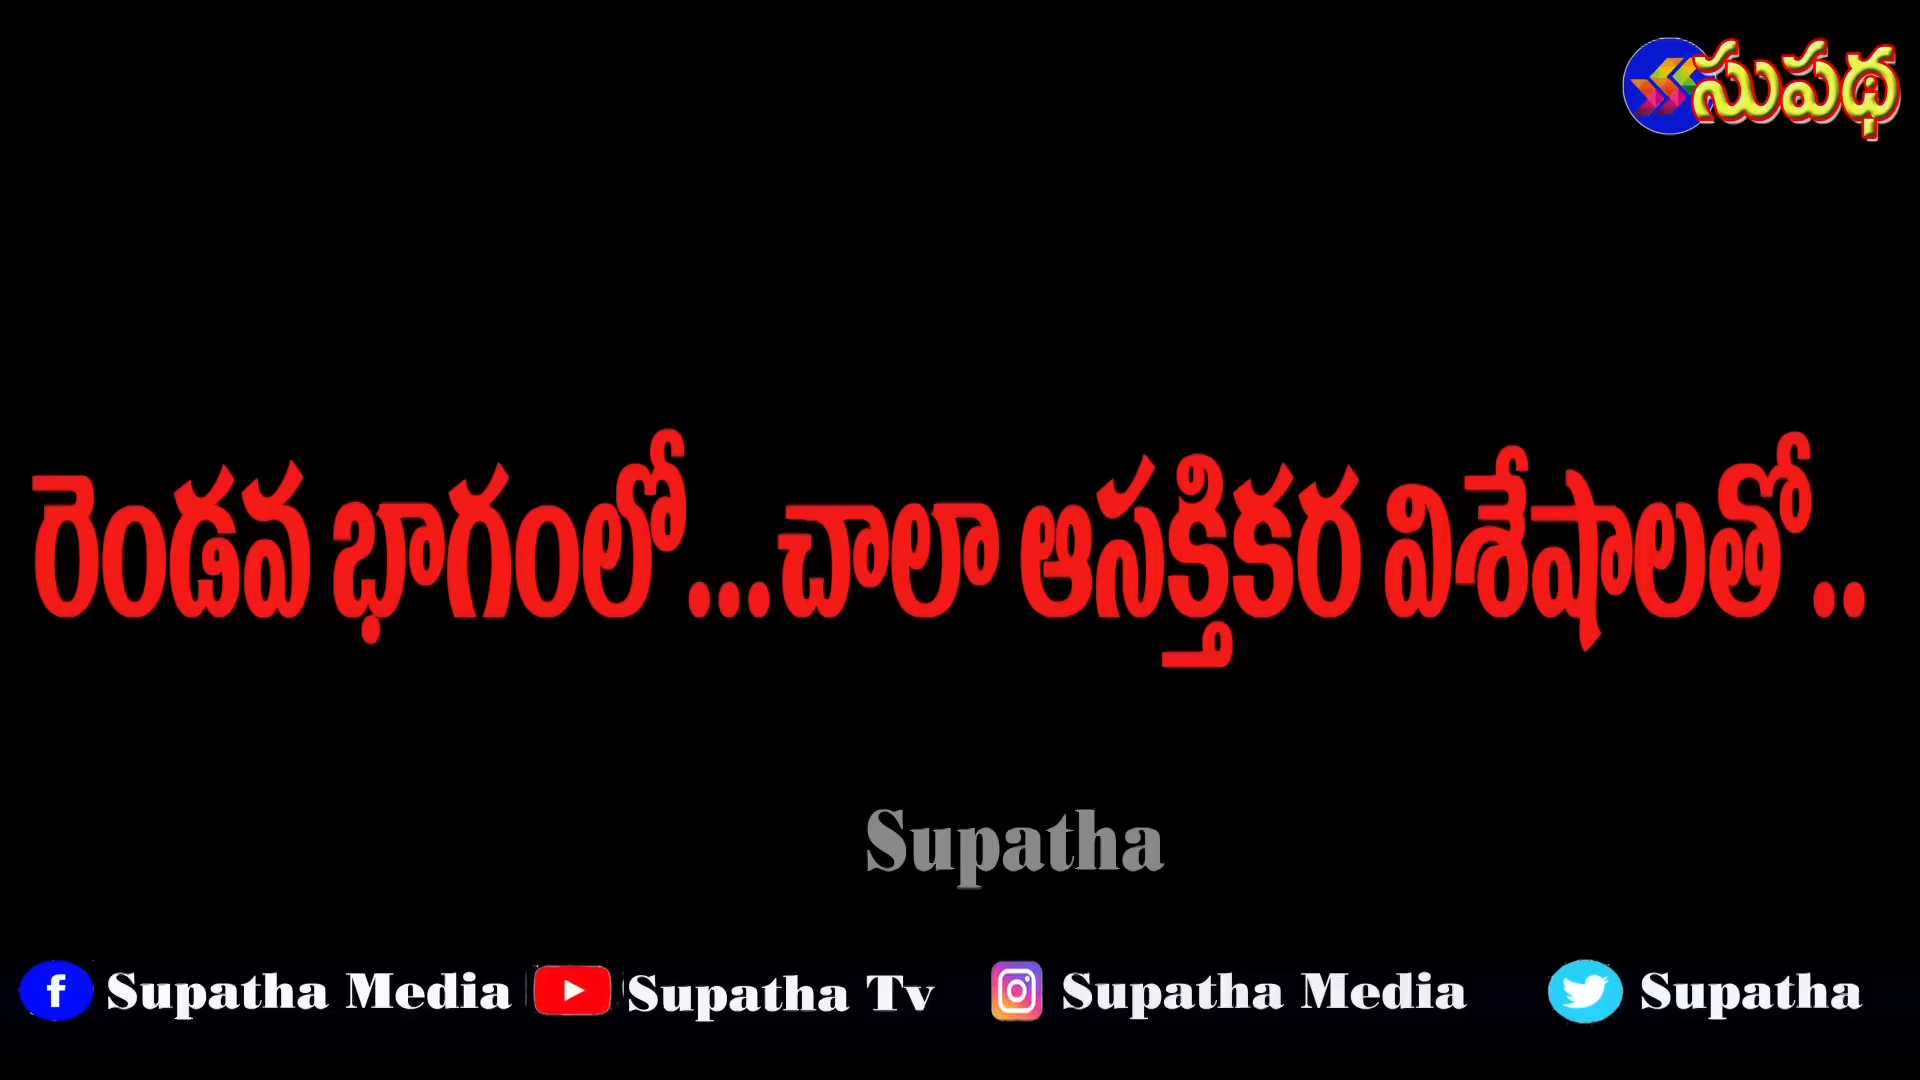 సుపథ
రెండవ భాగంలో...చాలా ఆసక్తికర విశేషాలతో..
Supatha
Supatha Media
Supatha Tv
Supatha Media
Supatha